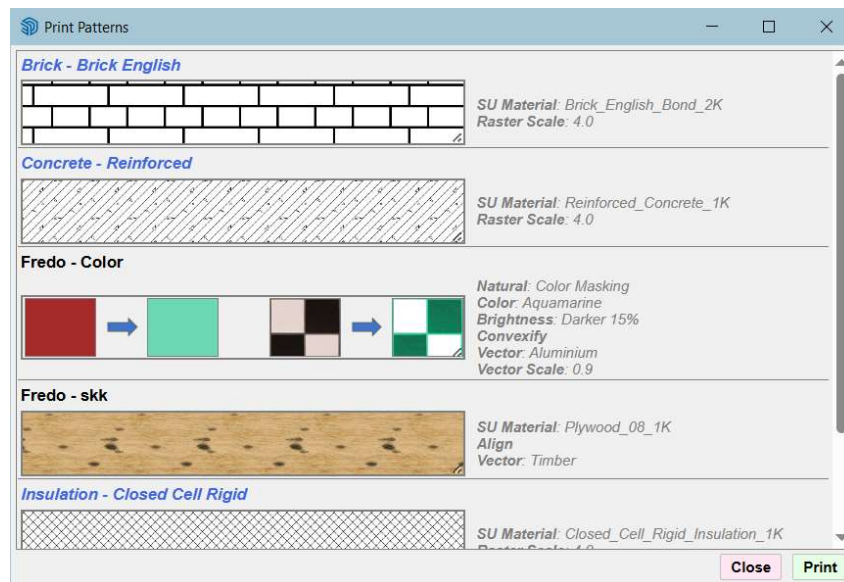 Print Patterns
Brick - Brick English
SU Material: Brick_English_Bond_2K
Raster Scale: 4.0
Concrete - Reinforced
SU Material: Reinforced_Concrete_1K
Raster Scale: 4.0
Fredo - Color
Natural: Color Masking
Color: Aquamarine
Brightness: Darker 15%
Convexify
Vector: Aluminium
Vector Scale: 0.9
Fredo - skk
SU Material: Plywood_08_1K
Align
Vector: Timber
Insulation - Closed Cell Rigid
SU Material: Closed_Cell_Rigid_Insulation_1K
Close Print